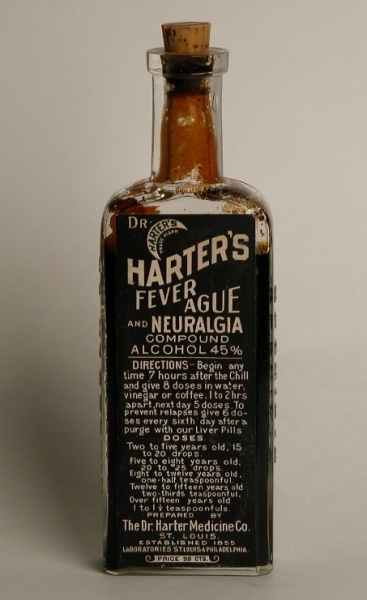 DR.
HARTER'S
TRADE MARK
HARTER'S
FEVER AGUE
AND NEURALGIA
COMPOUND
ALCOHOL 45%
DIRECTIONS - Begin any
time 7 hours after the Chill
and give 8 doses in water,
vinegar or coffee, 1 to 2 hrs
apart, next day 5 doses. To
prevent relapses give 6 do-
ses every sixth day after a
purge with our Liver Pills
DOSES
Two to five years old, 15
to 20 drops.
Five to eight years old,
20 to 25 drops.
Eight to twelve years old,
one-half teaspoonful.
Twelve to fifteen years old
two-thirds teaspoonful.
Over fifteen years old
1 to 1½ teaspoonfuls.
PREPARED BY
The Dr. Harter Medicine Co.
ST. LOUIS.
ESTABLISHED 1855
LABORATORIES ST. LOUIS & PHILADELPHIA.
PRICE 50 CTS.